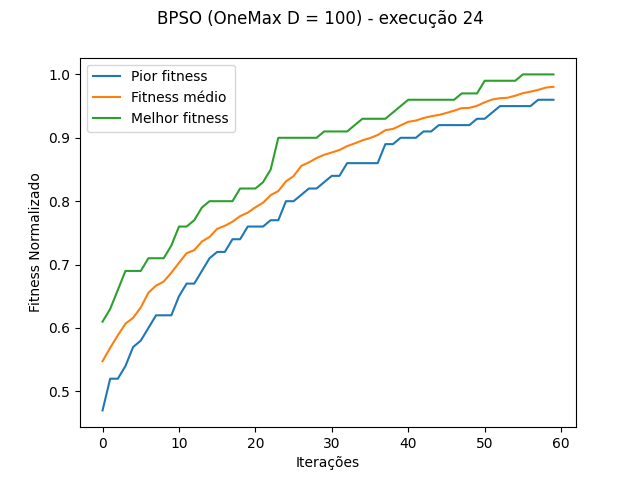 BPSO (OneMax D = 100) - execução 24
Pior fitness
Fitness médio
Melhor fitness
Fitness Normalizado
1.0
0.9
0.8
0.7
0.6
0.5
0 10 20 30 40 50 60
Iterações